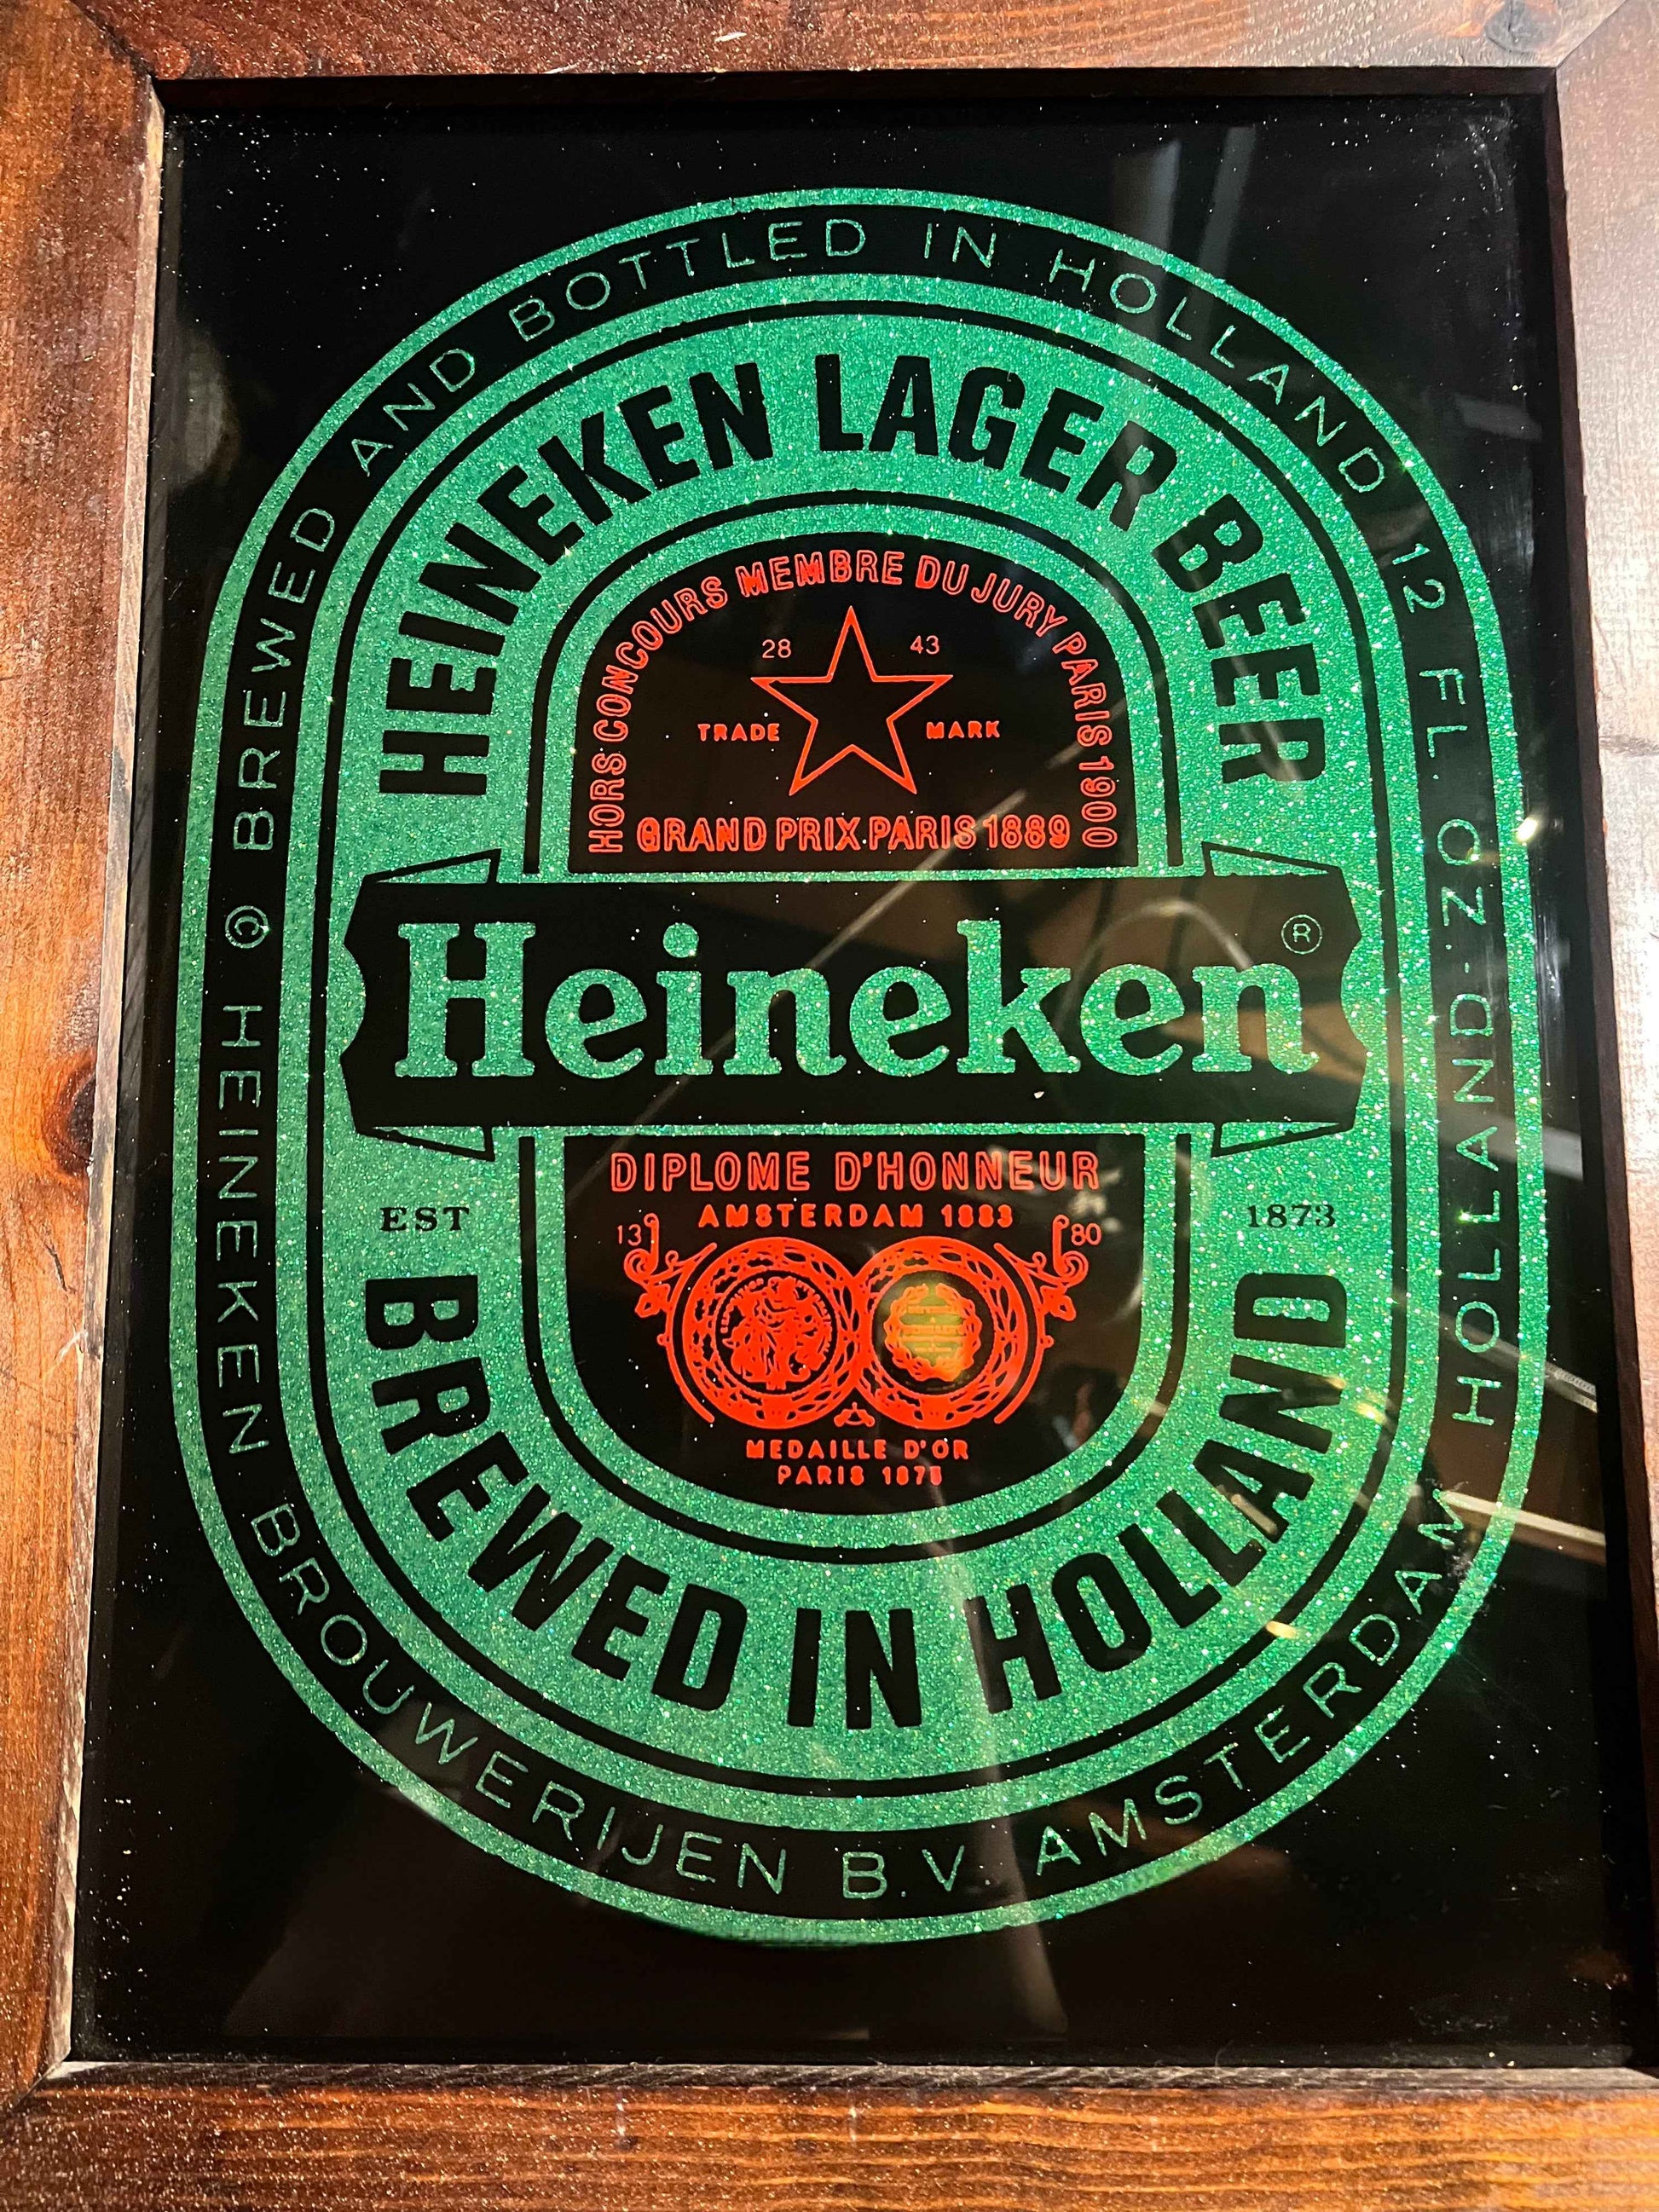 © BREWED AND BOTTLED IN HOLLAND 12 FL. OZ. HOLLAND
HEINEKEN LAGER BEER
HORS CONCOURS MEMBRE DU JURY PARIS 1900
28 43
TRADE MARK
GRAND PRIX PARIS 1889
Heineken ®
DIPLOME D'HONNEUR
AMSTERDAM 1883
13 80
EST 1873
MEDAILLE D'OR
PARIS 1875
BREWED IN HOLLAND
HEINEKEN BROUWERIJEN B.V. AMSTERDAM